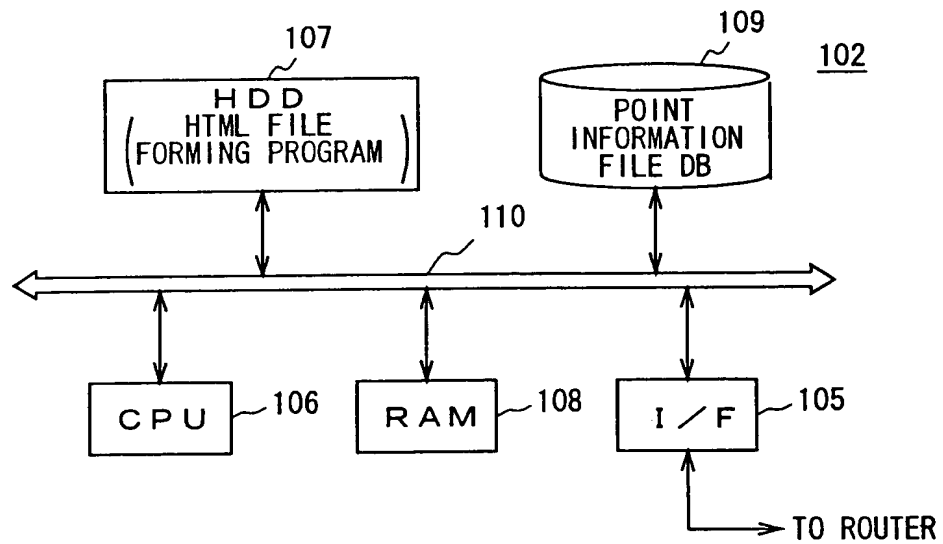 107
109
102
HDD
(HTML FILE
FORMING PROGRAM)
POINT
INFORMATION
FILE DB
110
CPU
106
RAM
108
I/F
105
TO ROUTER